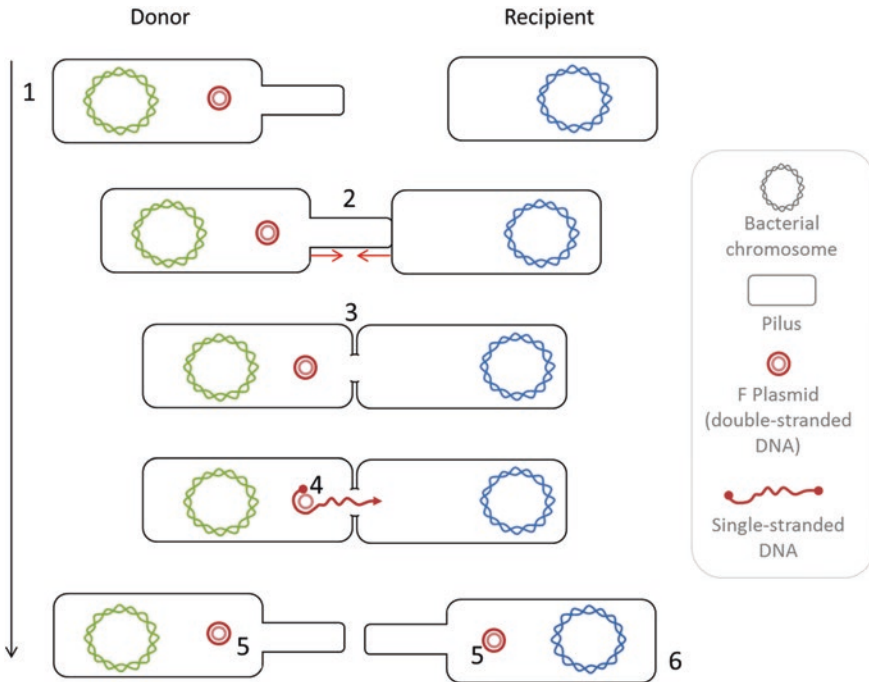 Donor
Recipient
1
2
3
4
5
5
6
Bacterial
chromosome
Pilus
F Plasmid
(double-stranded
DNA)
Single-stranded
DNA